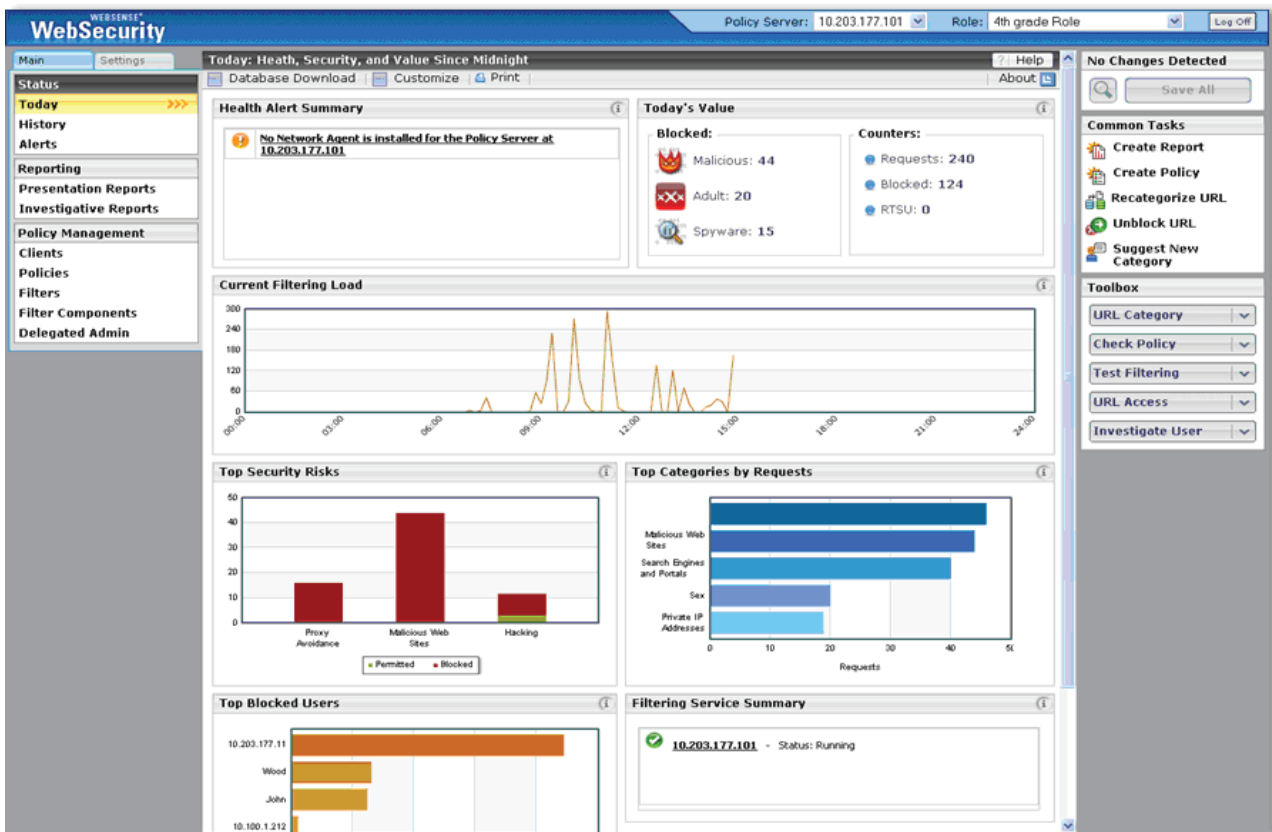 WEBSENSE®
WebSecurity
Policy Server: 10.203.177.101
Role: 4th grade Role
Log Off
Main
Settings
Status
Today >>>
History
Alerts
Reporting
Presentation Reports
Investigative Reports
Policy Management
Clients
Policies
Filters
Filter Components
Delegated Admin
Today: Heath, Security, and Value Since Midnight
? Help
Database Download
Customize
Print
About
Health Alert Summary
No Network Agent is installed for the Policy Server at
10.203.177.101
Today's Value
Blocked:
Malicious: 44
xXx
Adult: 20
Spyware: 15
Counters:
Requests: 240
Blocked: 124
RTSU: 0
Current Filtering Load
300
240
180
120
60
0
00:00
03:00
06:00
09:00
12:00
15:00
18:00
21:00
24:00
Top Security Risks
50
40
30
20
10
0
Proxy
Avoidance
Malicious Web
Sites
Hacking
Permitted
Blocked
Top Categories by Requests
Malicious Web
Sites
Search Engines
and Portals
Sex
Private IP
Addresses
0
10
20
30
40
Requests
Top Blocked Users
10.203.177.11
Wood
John
10.100.1.212
Filtering Service Summary
10.203.177.101 - Status: Running
No Changes Detected
Save All
Common Tasks
Create Report
Create Policy
Recategorize URL
Unblock URL
Suggest New
Category
Toolbox
URL Category
Check Policy
Test Filtering
URL Access
Investigate User